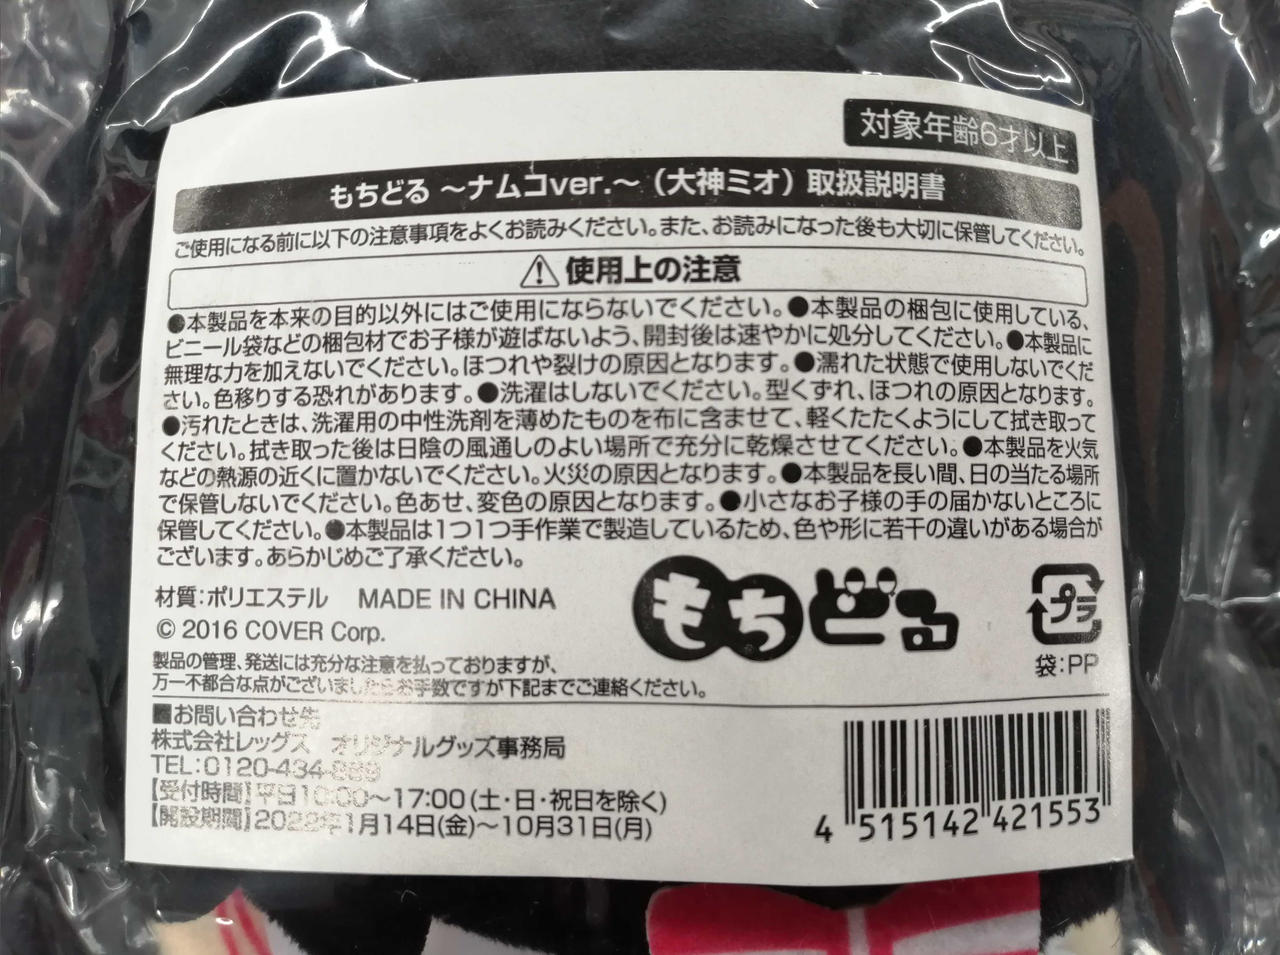 対象年齢6才以上
もちどる ～ナムコver.～（大神ミオ）取扱説明書
ご使用になる前に以下の注意事項をよくお読みください。また、お読みになった後も大切に保管してください。
⚠使用上の注意
●本製品を本来の目的以外にはご使用にならないでください。●本製品の梱包に使用している、
ビニール袋などの梱包材でお子様が遊ばないよう、開封後は速やかに処分してください。●本製品に
無理な力を加えないでください。ほつれや裂けの原因となります。●濡れた状態で使用しないでくだ
さい。色移りする恐れがあります。●洗濯はしないでください。型くずれ、ほつれの原因となります。
●汚れたときは、洗濯用の中性洗剤を薄めたものを布に含ませて、軽くたたくようにして拭き取って
ください。拭き取った後は日陰の風通しのよい場所で充分に乾燥させてください。●本製品を火気
などの熱源の近くに置かないでください。火災の原因となります。●本製品を長い間、日の当たる場所
で保管しないでください。色あせ、変色の原因となります。●小さなお子様の手の届かないところに
保管してください。●本製品は1つ1つ手作業で製造しているため、色や形に若干の違いがある場合が
ございます。あらかじめご了承ください。
材質：ポリエステル MADE IN CHINA
© 2016 COVER Corp.
もちどる
プラ
袋：PP
製品の管理、発送には充分な注意を払っておりますが、
万一不都合な点がございましたらお手数ですが下記までご連絡ください。
■お問い合わせ先
株式会社レッグス オリジナルグッズ事務局
TEL：0120-434-889
【受付時間】平日10:00～17:00（土・日・祝日を除く）
【開設期間】2022年1月14日(金)～10月31日(月)
4 515142 421553